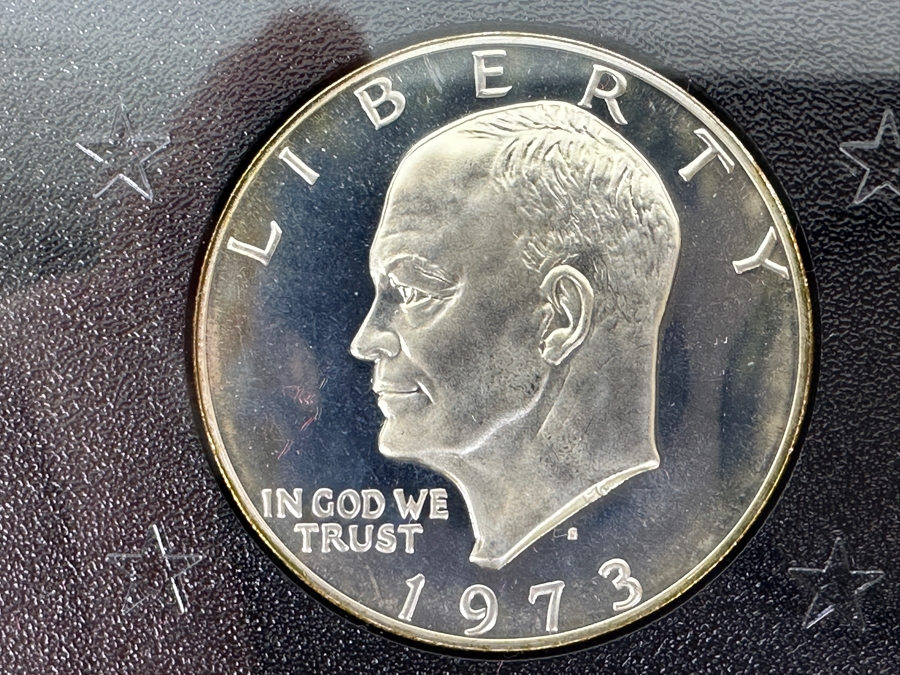 LIBERTY
IN GOD WE
TRUST
S
1973